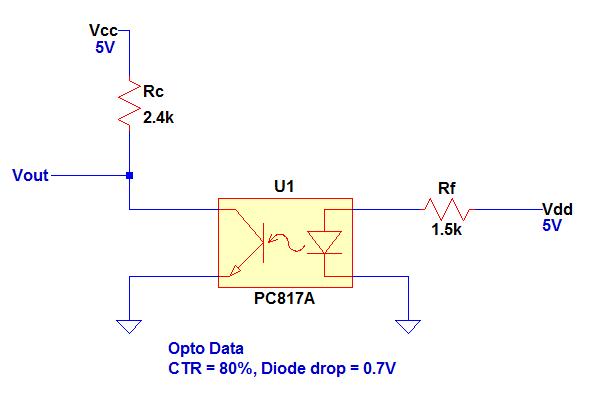 Vcc
5V
Rc
2.4k
Vout
U1
Rf
1.5k
Vdd
5V
PC817A
Opto Data
CTR = 80%, Diode drop = 0.7V